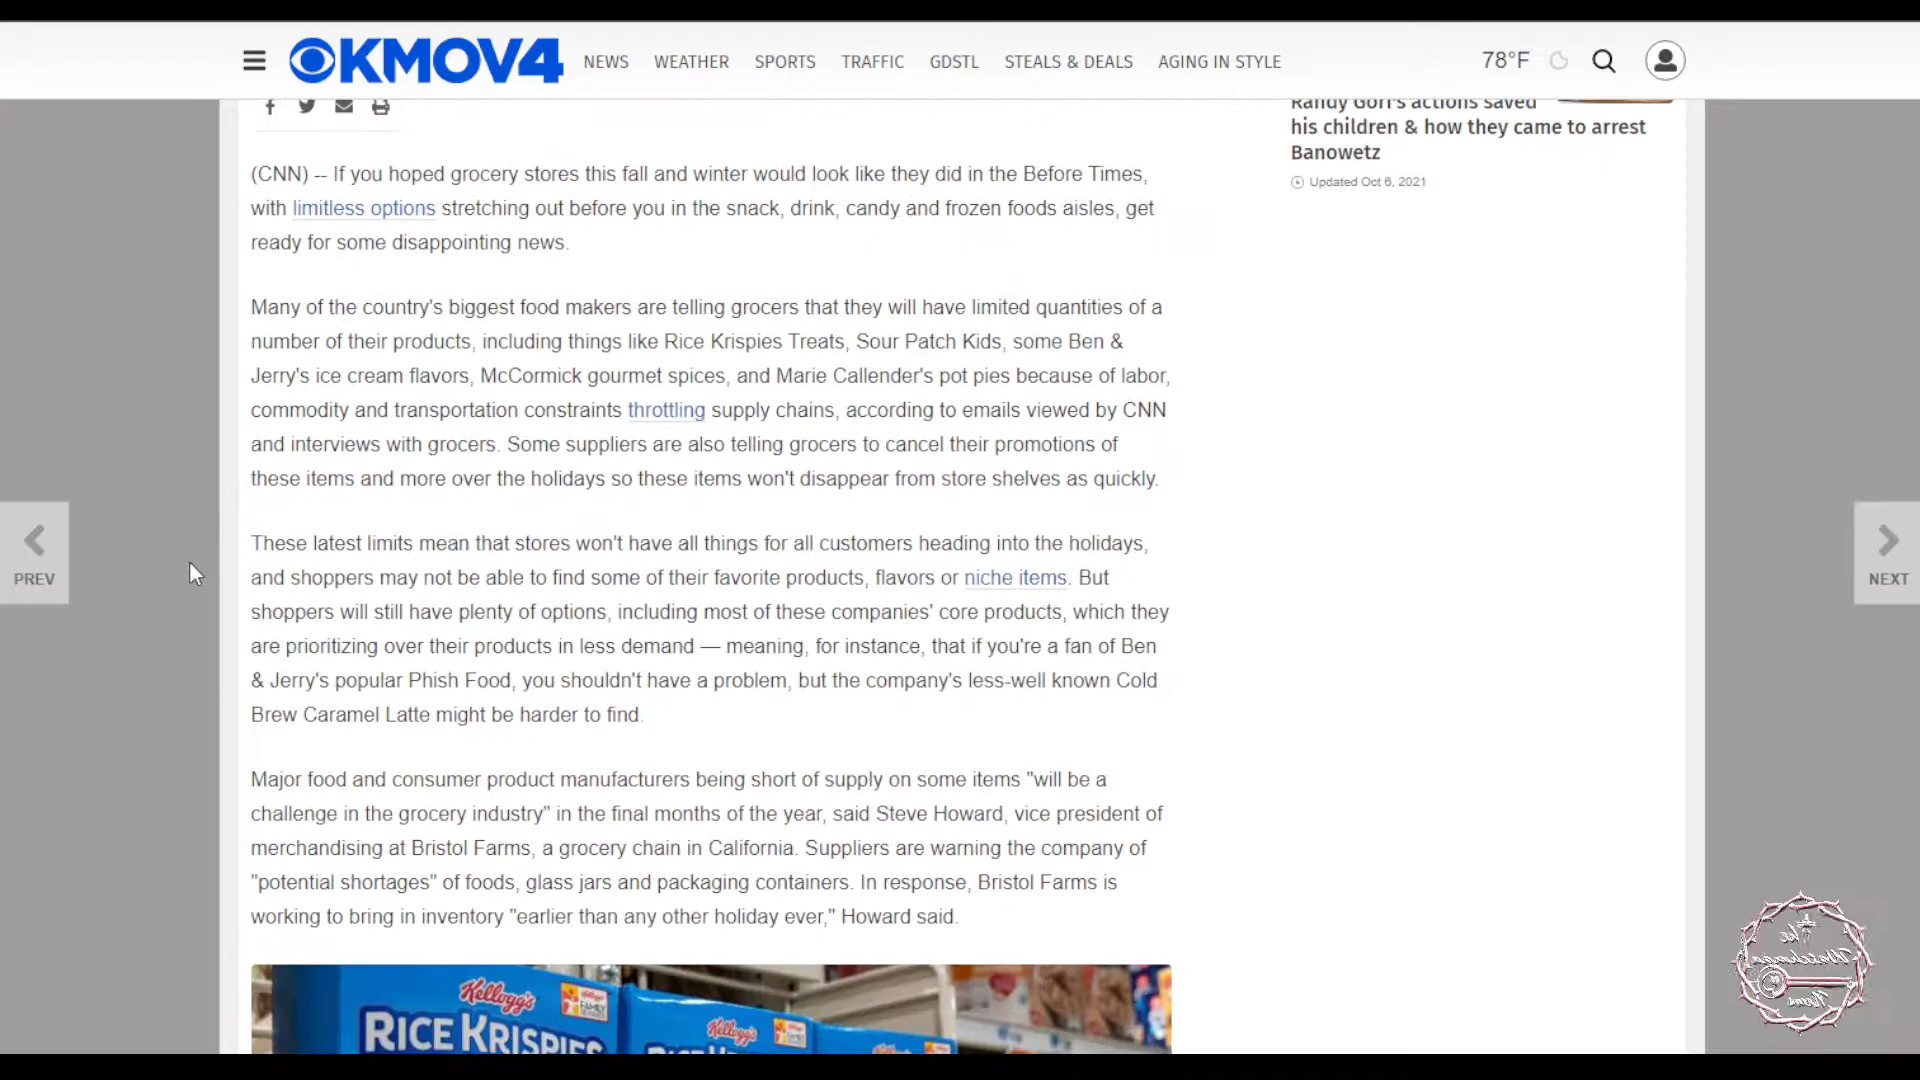 KMOV4 NEWS WEATHER SPORTS TRAFFIC GDSTL STEALS & DEALS AGING IN STYLE 78°F
Randy Gori's actions saved
his children & how they came to arrest
Banowetz
Updated Oct 6, 2021
(CNN) -- If you hoped grocery stores this fall and winter would look like they did in the Before Times,
with limitless options stretching out before you in the snack, drink, candy and frozen foods aisles, get
ready for some disappointing news.
Many of the country's biggest food makers are telling grocers that they will have limited quantities of a
number of their products, including things like Rice Krispies Treats, Sour Patch Kids, some Ben &
Jerry's ice cream flavors, McCormick gourmet spices, and Marie Callender's pot pies because of labor,
commodity and transportation constraints throttling supply chains, according to emails viewed by CNN
and interviews with grocers. Some suppliers are also telling grocers to cancel their promotions of
these items and more over the holidays so these items won't disappear from store shelves as quickly.
These latest limits mean that stores won't have all things for all customers heading into the holidays,
and shoppers may not be able to find some of their favorite products, flavors or niche items. But
shoppers will still have plenty of options, including most of these companies' core products, which they
are prioritizing over their products in less demand — meaning, for instance, that if you're a fan of Ben
& Jerry's popular Phish Food, you shouldn't have a problem, but the company's less-well known Cold
Brew Caramel Latte might be harder to find.
Major food and consumer product manufacturers being short of supply on some items "will be a
challenge in the grocery industry" in the final months of the year, said Steve Howard, vice president of
merchandising at Bristol Farms, a grocery chain in California. Suppliers are warning the company of
"potential shortages" of foods, glass jars and packaging containers. In response, Bristol Farms is
working to bring in inventory "earlier than any other holiday ever," Howard said.
PREV
NEXT
Kellogg's
RICE KRISPIES
Kellogg's
The
Watchman
News